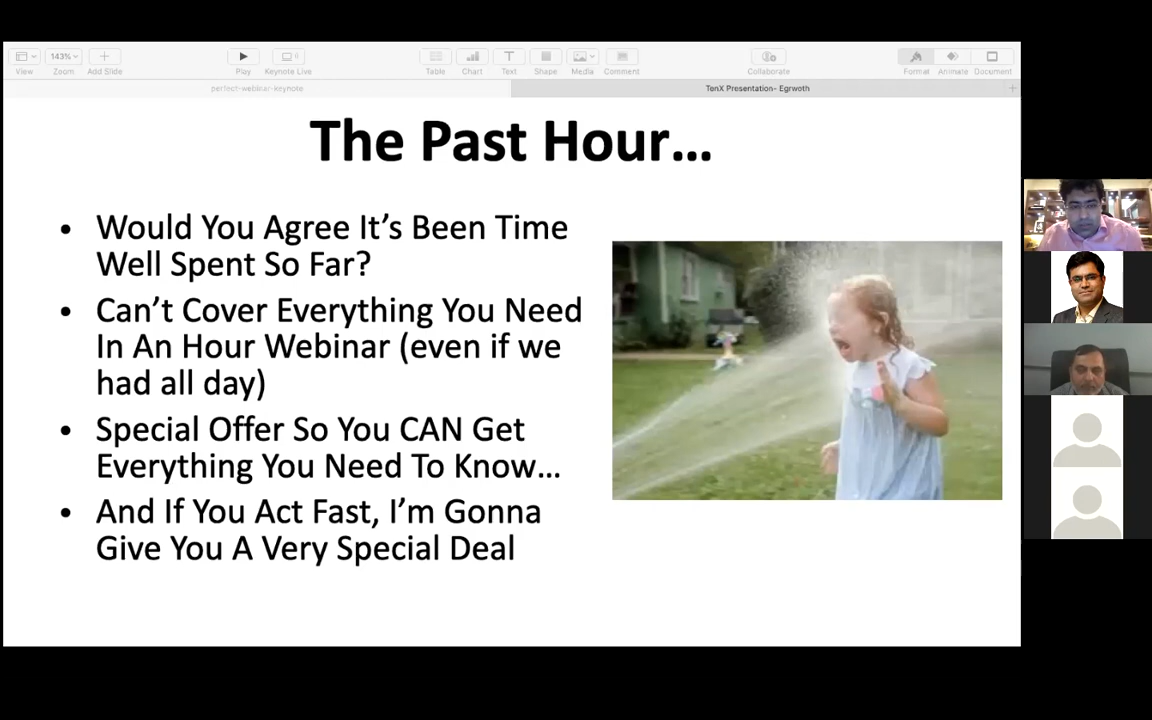 143%
View
Zoom
Add Slide
Play
Keynote Live
Table
Chart
Text
Shape
Media
Comment
Collaborate
Format
Animate
Document
perfect-webinar-keynote
TenX Presentation- Egrwoth
The Past Hour...
• Would You Agree It's Been Time
Well Spent So Far?
• Can't Cover Everything You Need
In An Hour Webinar (even if we
had all day)
• Special Offer So You CAN Get
Everything You Need To Know...
• And If You Act Fast, I'm Gonna
Give You A Very Special Deal